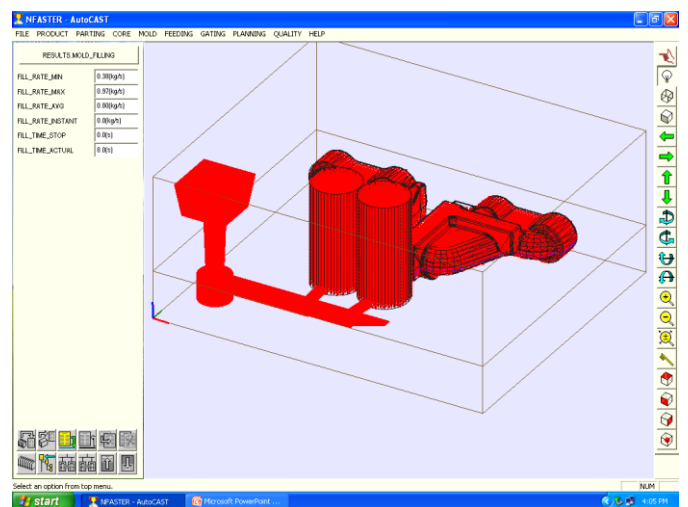 NFASTER - AutoCAST
FILE PRODUCT PARTING CORE MOLD FEEDING GATING PLANNING QUALITY HELP
RESULTS:MOLD_FILLING
FILL_RATE_MIN 0.38(kg/s)
FILL_RATE_MAX 0.97(kg/s)
FILL_RATE_AVG 0.80(kg/s)
FILL_RATE_INSTANT 0.0(kg/s)
FILL_TIME_STOP 0.0(s)
FILL_TIME_ACTUAL 8.0(s)
Select an option from top menu. NUM
start NFASTER - AutoCAST Microsoft PowerPoint ... 4:05 PM